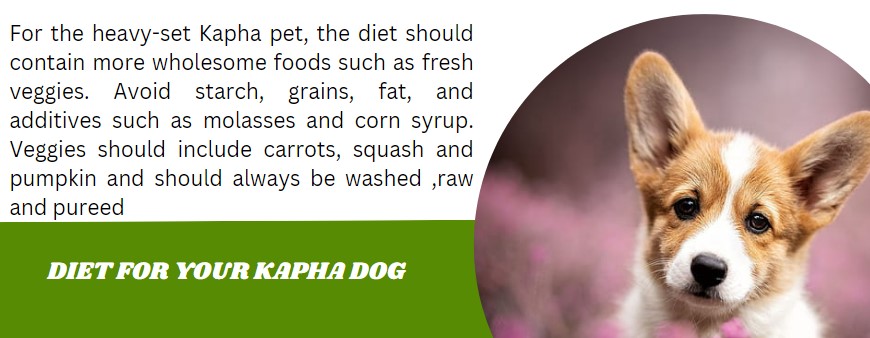 For the heavy-set Kapha pet, the diet should
contain more wholesome foods such as fresh
veggies. Avoid starch, grains, fat, and
additives such as molasses and corn syrup.
Veggies should include carrots, squash and
pumpkin and should always be washed ,raw
and pureed
DIET FOR YOUR KAPHA DOG